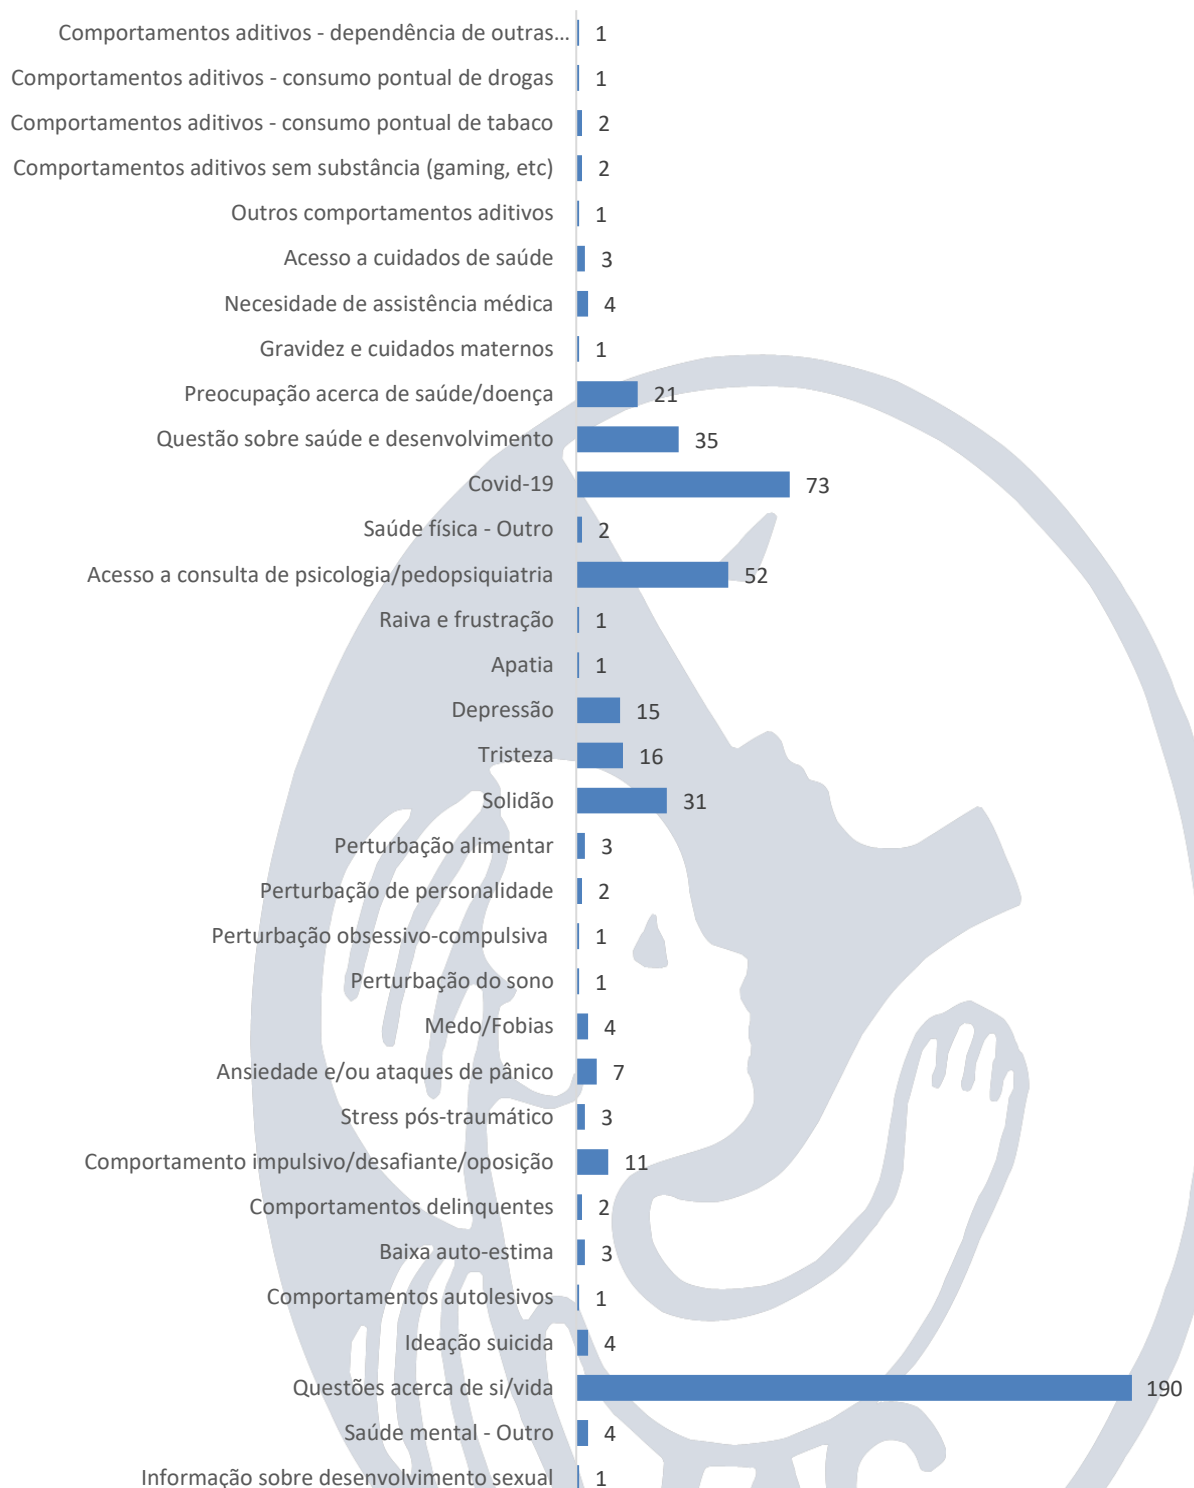 Comportamentos aditivos - dependência de outras… 1
Comportamentos aditivos - consumo pontual de drogas 1
Comportamentos aditivos - consumo pontual de tabaco 2
Comportamentos aditivos sem substância (gaming, etc) 2
Outros comportamentos aditivos 1
Acesso a cuidados de saúde 3
Necesidade de assistência médica 4
Gravidez e cuidados maternos 1
Preocupação acerca de saúde/doença 21
Questão sobre saúde e desenvolvimento 35
Covid-19 73
Saúde física - Outro 2
Acesso a consulta de psicologia/pedopsiquiatria 52
Raiva e frustração 1
Apatia 1
Depressão 15
Tristeza 16
Solidão 31
Perturbação alimentar 3
Perturbação de personalidade 2
Perturbação obsessivo-compulsiva 1
Perturbação do sono 1
Medo/Fobias 4
Ansiedade e/ou ataques de pânico 7
Stress pós-traumático 3
Comportamento impulsivo/desafiante/oposição 11
Comportamentos delinquentes 2
Baixa auto-estima 3
Comportamentos autolesivos 1
Ideação suicida 4
Questões acerca de si/vida 190
Saúde mental - Outro 4
Informação sobre desenvolvimento sexual 1